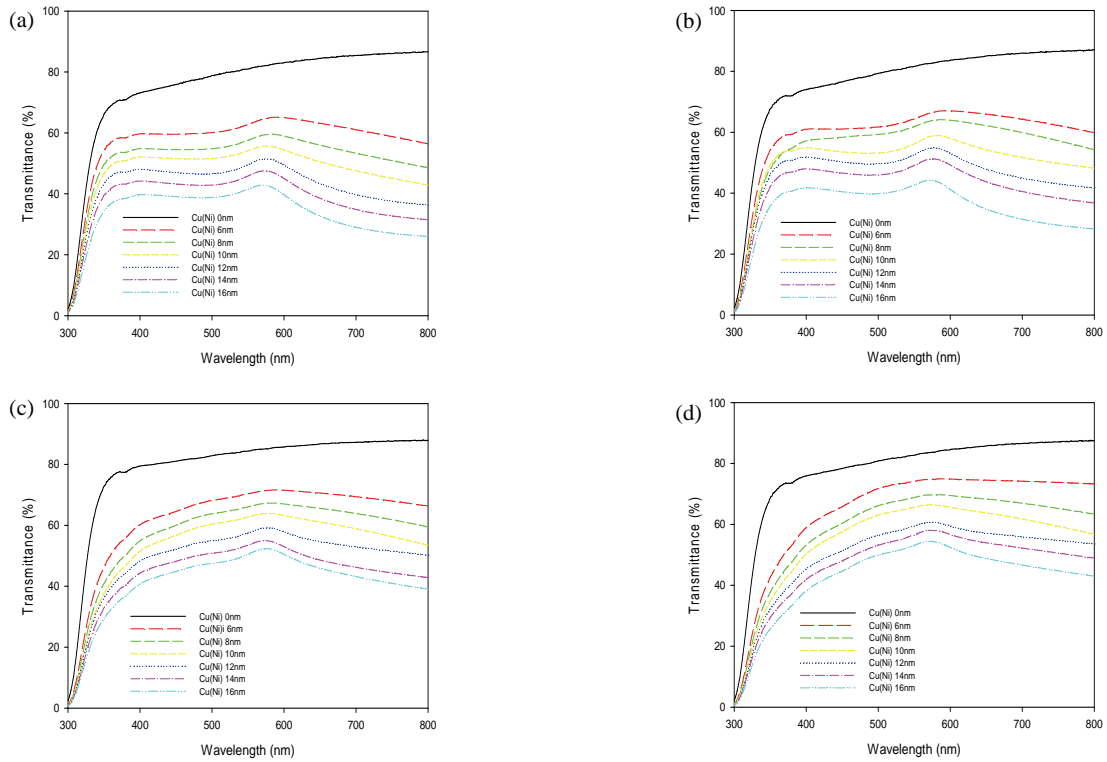 (a)
100
80
60
40
20
0
Transmittance (%)
Cu(Ni) 0nm
Cu(Ni) 6nm
Cu(Ni) 8nm
Cu(Ni) 10nm
Cu(Ni) 12nm
Cu(Ni) 14nm
Cu(Ni) 16nm
300 400 500 600 700 800
Wavelength (nm)
(b)
100
80
60
40
20
0
Transmittance (%)
Cu(Ni) 0nm
Cu(Ni) 6nm
Cu(Ni) 8nm
Cu(Ni) 10nm
Cu(Ni) 12nm
Cu(Ni) 14nm
Cu(Ni) 16nm
300 400 500 600 700 800
Wavelength (nm)
(c)
100
80
60
40
20
0
Transmittance (%)
Cu(Ni) 0nm
Cu(Ni)i 6nm
Cu(Ni) 8nm
Cu(Ni) 10nm
Cu(Ni) 12nm
Cu(Ni) 14nm
Cu(Ni) 16nm
300 400 500 600 700 800
Wavelength (nm)
(d)
100
80
60
40
20
0
Transmittance (%)
Cu(Ni) 0nm
Cu(Ni) 6nm
Cu(Ni) 8nm
Cu(Ni) 10nm
Cu(Ni) 12nm
Cu(Ni) 14nm
Cu(Ni) 16nm
300 400 500 600 700 800
Wavelength (nm)